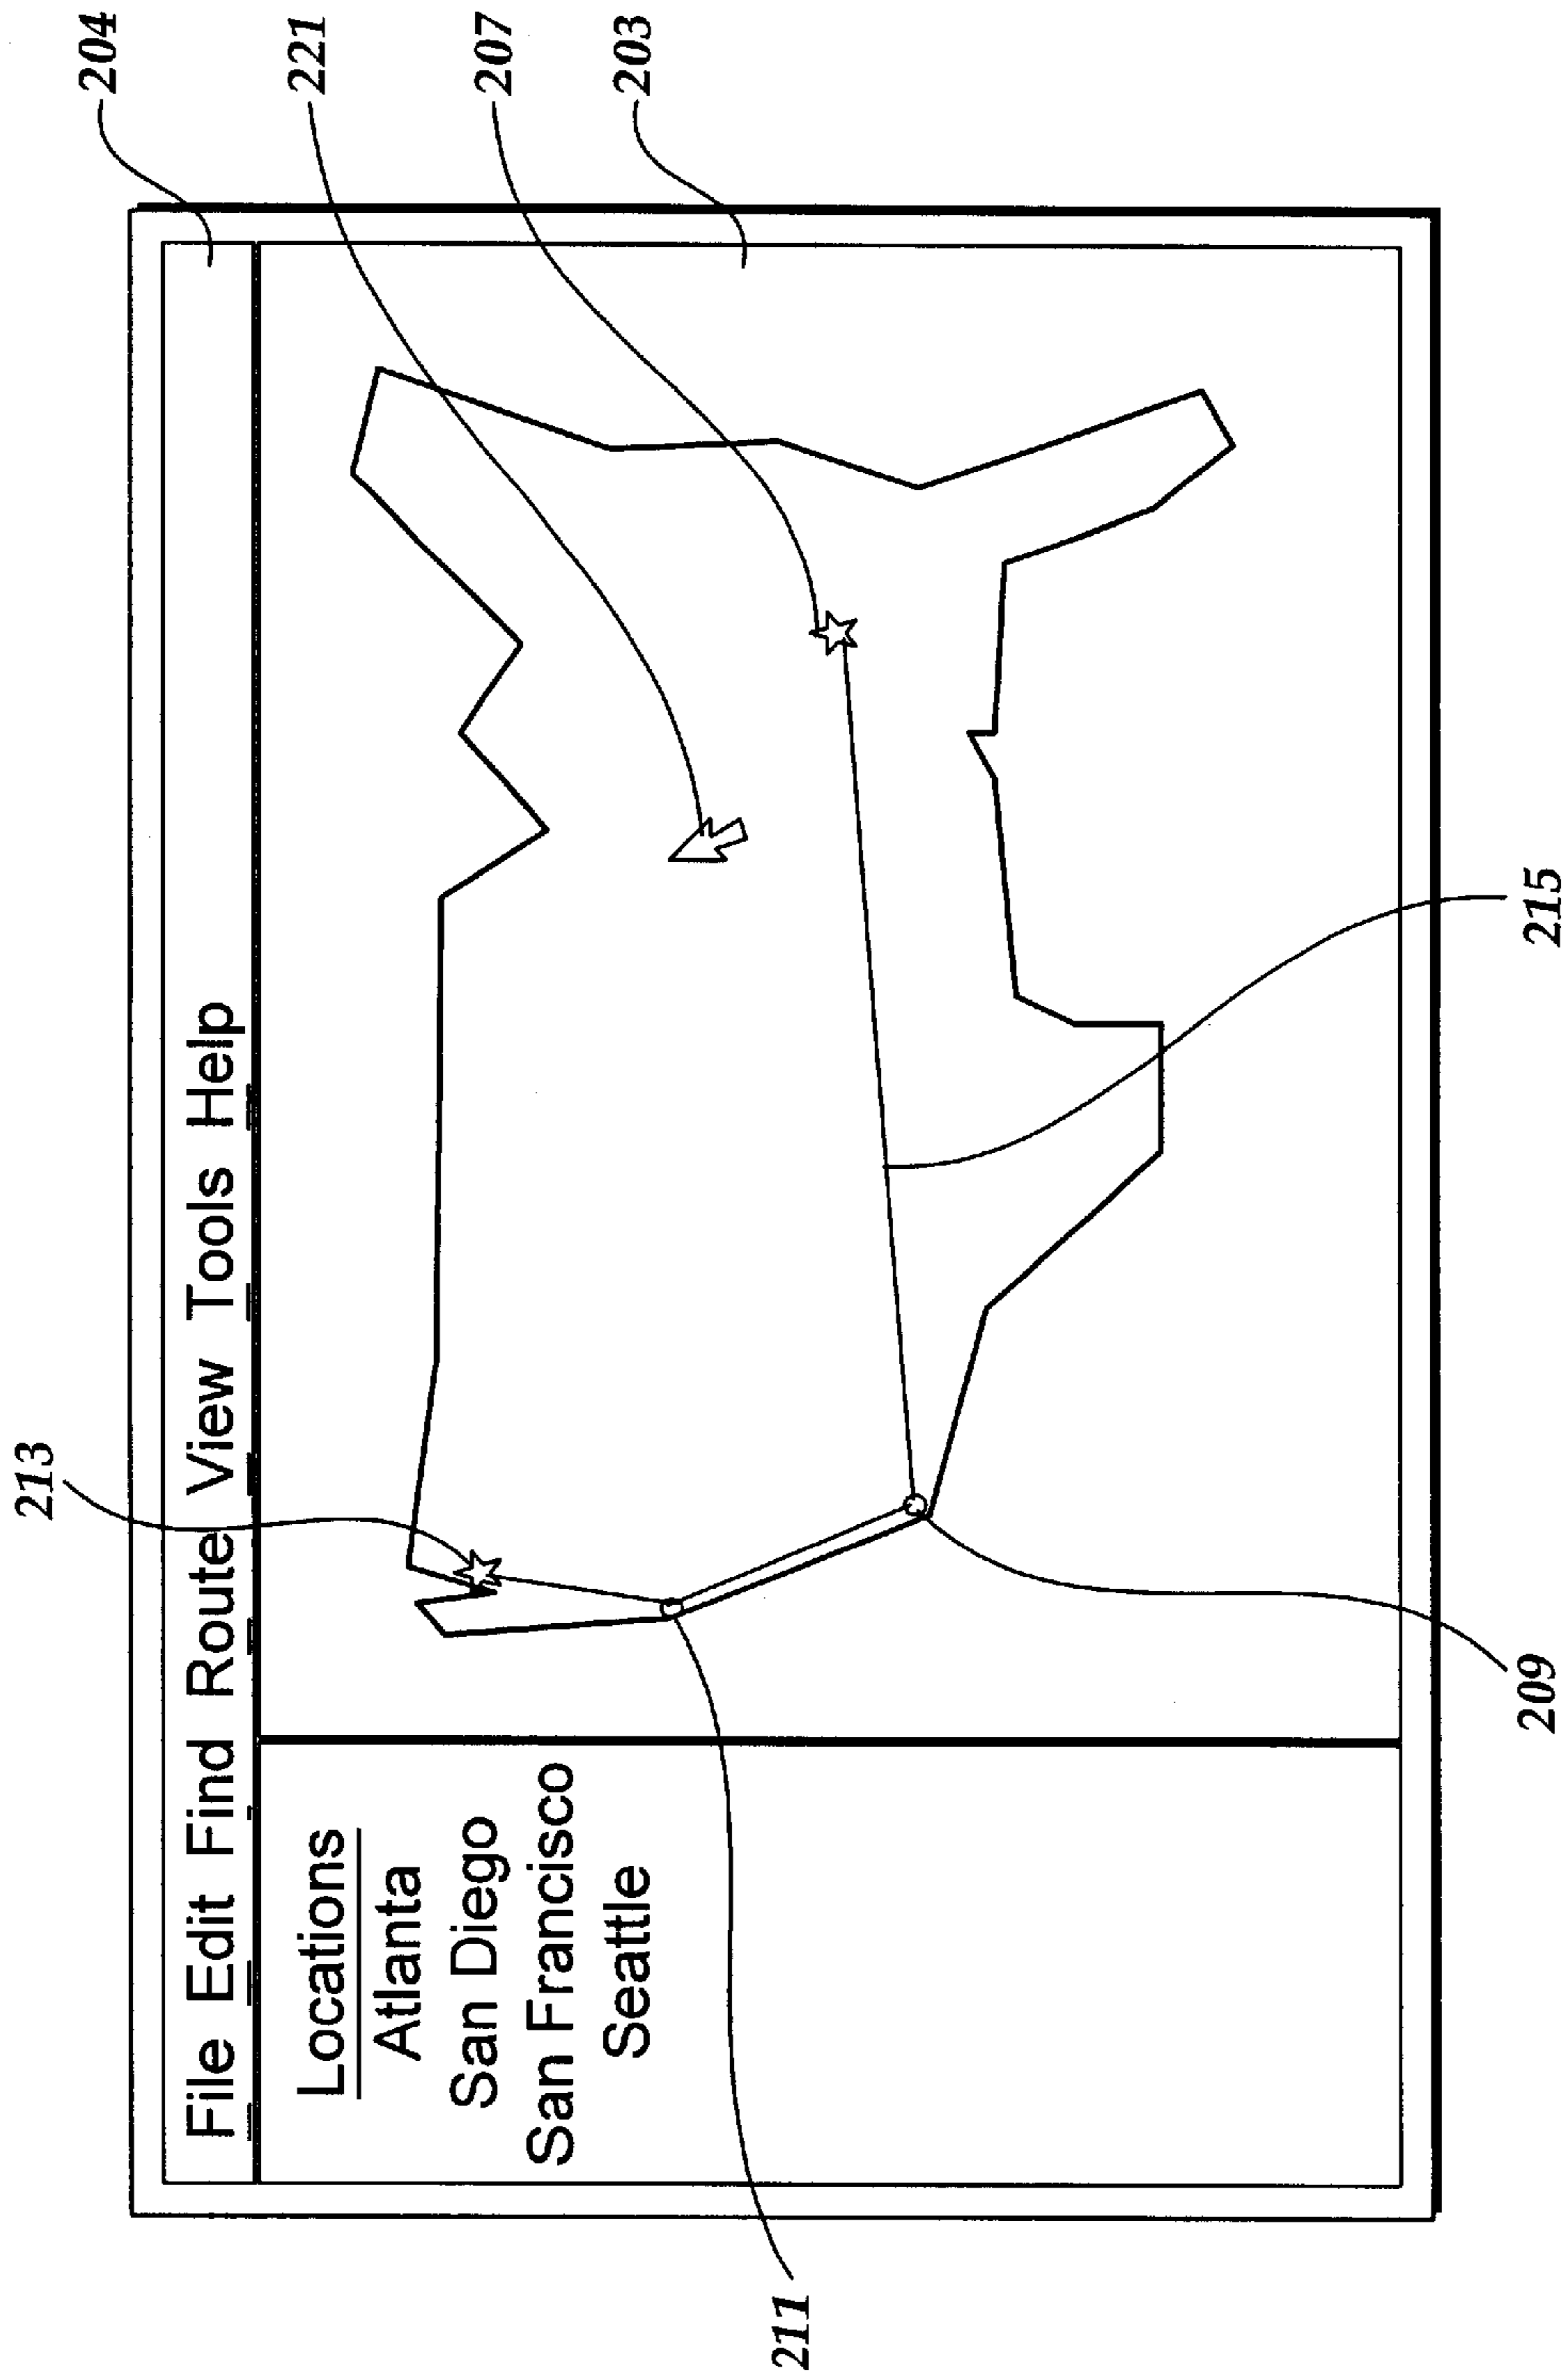 213
204
221
207
203
File Edit Find Route View Tools Help
Locations
Atlanta
San Diego
San Francisco
Seattle
211
209
215